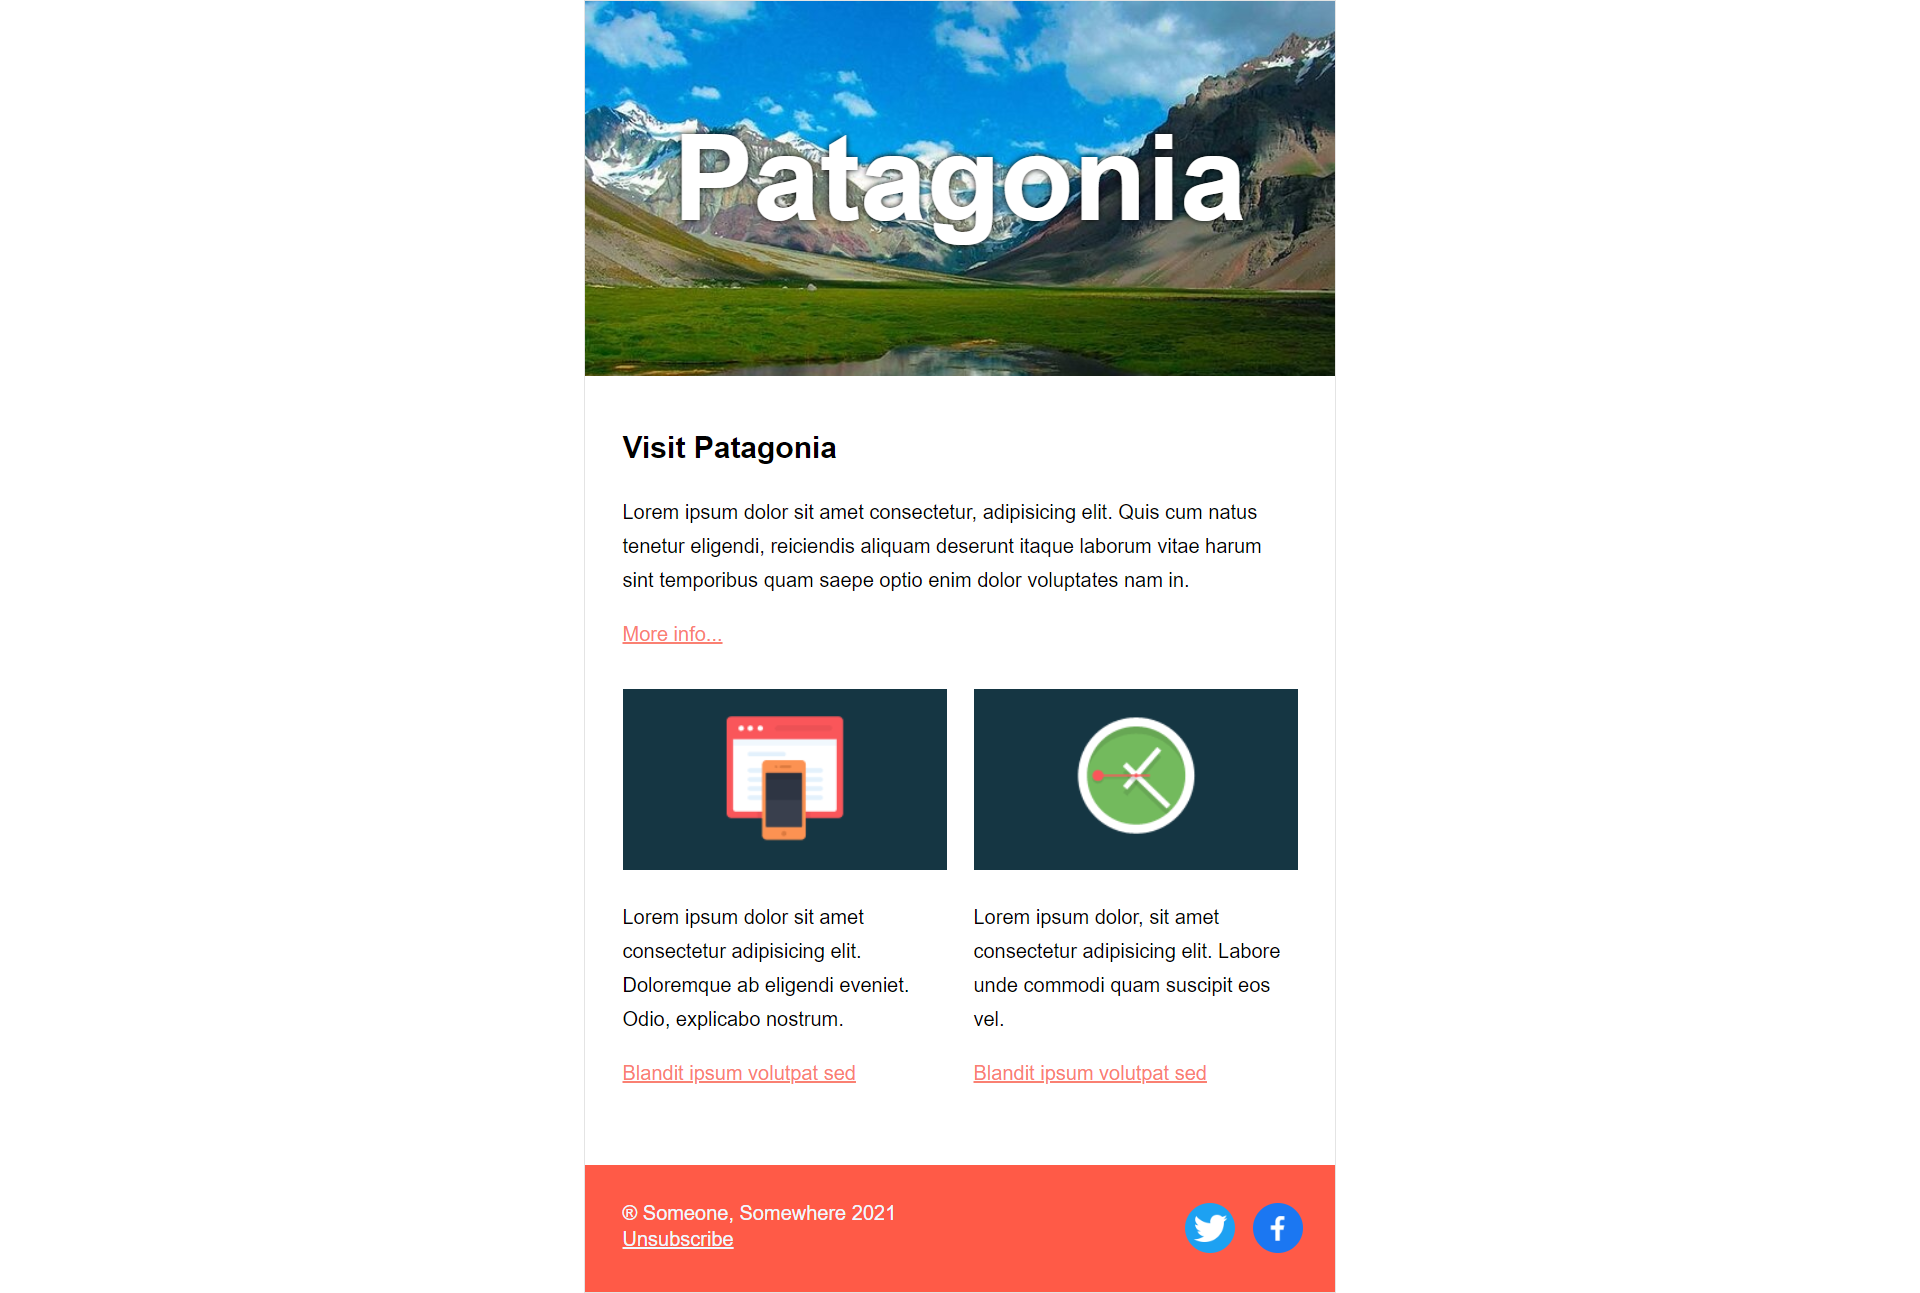 Patagonia
Visit Patagonia
Lorem ipsum dolor sit amet consectetur, adipisicing elit. Quis cum natus
tenetur eligendi, reiciendis aliquam deserunt itaque laborum vitae harum
sint temporibus quam saepe optio enim dolor voluptates nam in.
More info...
Lorem ipsum dolor sit amet
consectetur adipisicing elit.
Doloremque ab eligendi eveniet.
Odio, explicabo nostrum.
Blandit ipsum volutpat sed
Lorem ipsum dolor, sit amet
consectetur adipisicing elit. Labore
unde commodi quam suscipit eos
vel.
Blandit ipsum volutpat sed
® Someone, Somewhere 2021
Unsubscribe